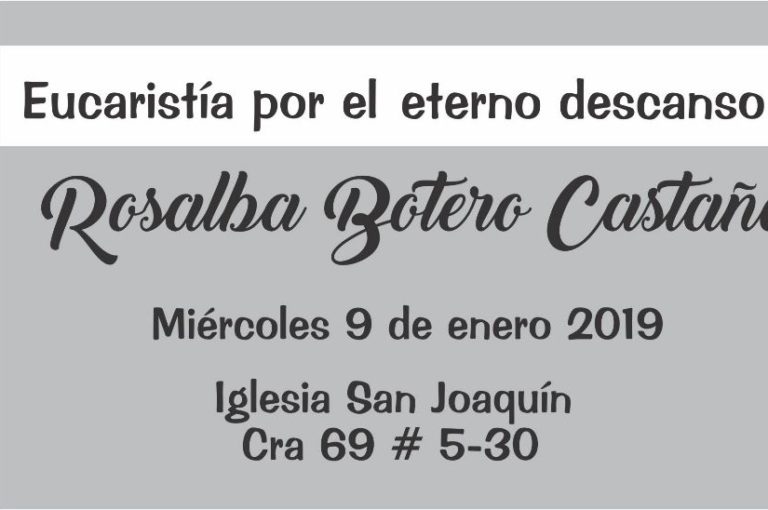 Eucaristía por el eterno descanso
Rosalba Botero
Miércoles 9 de enero 2019
Iglesia San Joaquín
Cra 69 # 5-30